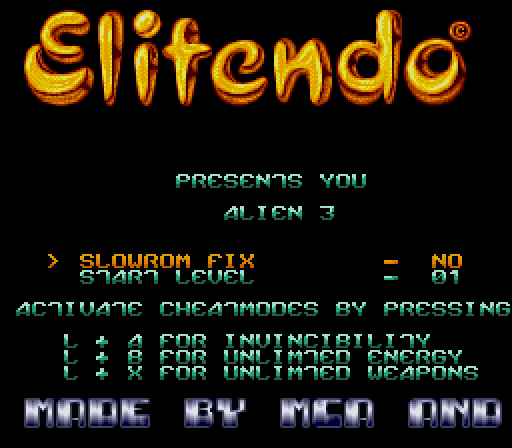 Elitendo©
PRESENTS YOU
ALIEN 3
> SLOWROM FIX - NO
START LEVEL - 01
ACTIVATE CHEATMODES BY PRESSING
L + A FOR INVINCIBILITY
L + B FOR UNLIMTED ENERGY
L + X FOR UNLIMTED WEAPONS
MADE BY MCA AND